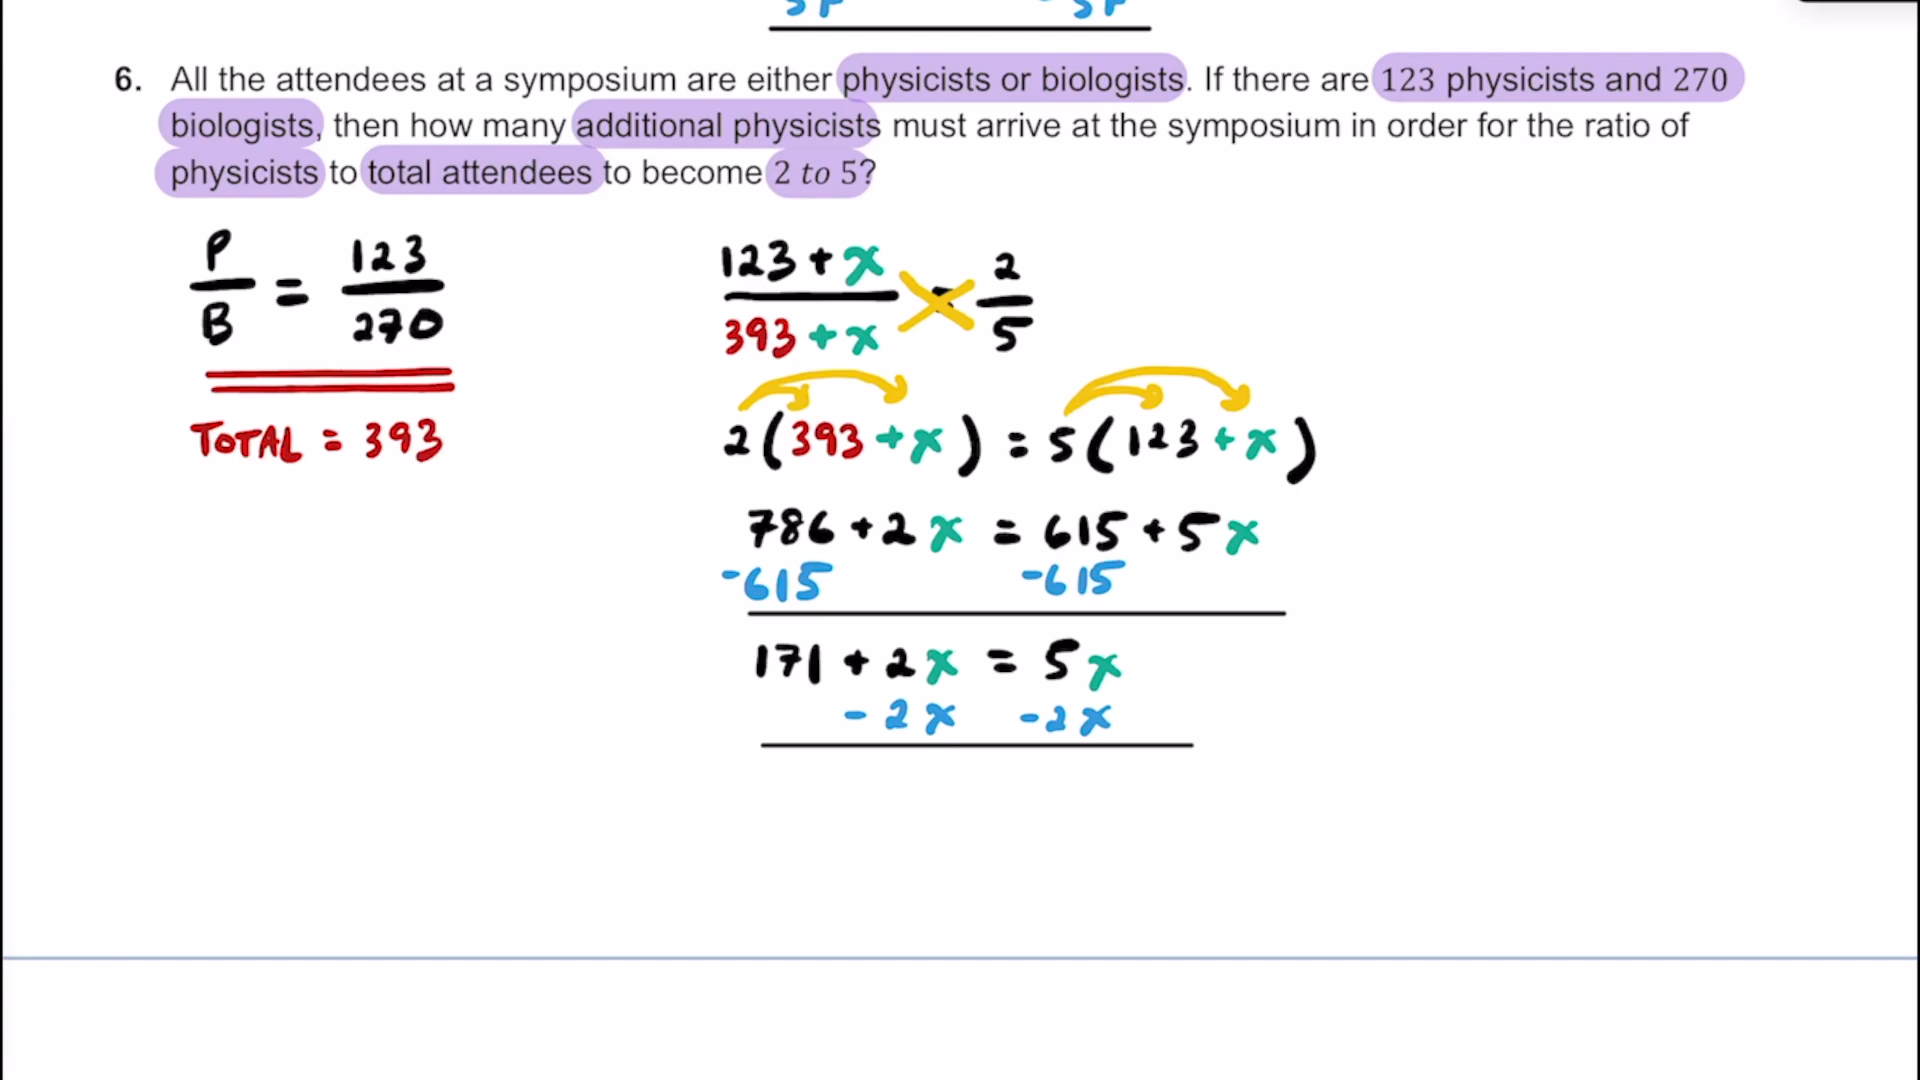 6. All the attendees at a symposium are either physicists or biologists. If there are 123 physicists and 270
biologists, then how many additional physicists must arrive at the symposium in order for the ratio of
physicists to total attendees to become 2 to 5?
P
B
=
123
270
TOTAL = 393
123 + x
393 + x
=
2
5
2(393 + x) = 5(123 + x)
786 + 2x = 615 + 5x
-615 -615
171 + 2x = 5x
- 2x -2x